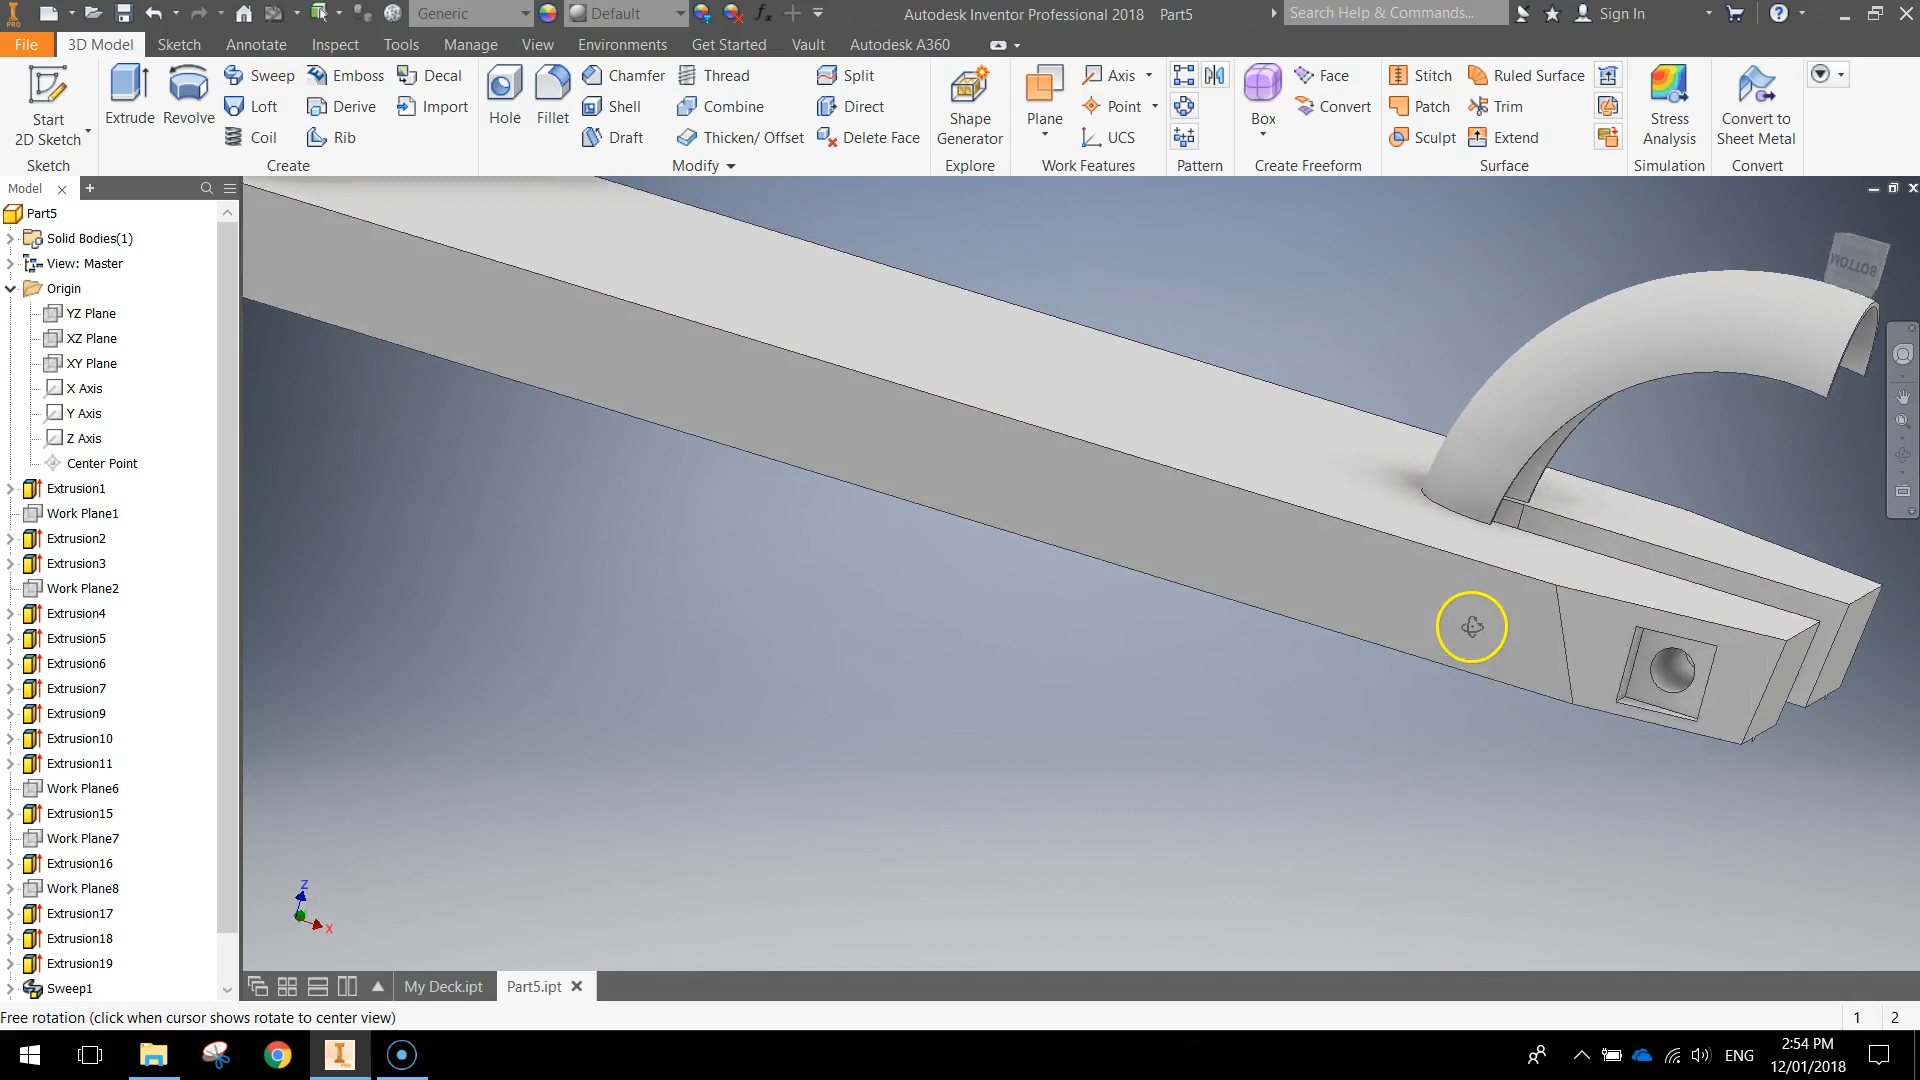 PRO
Generic
Default
Autodesk Inventor Professional 2018 Part5
Search Help & Commands...
Sign In
File
3D Model
Sketch
Annotate
Inspect
Tools
Manage
View
Environments
Get Started
Vault
Autodesk A360
Start
2D Sketch
Sketch
Extrude
Revolve
Sweep
Loft
Coil
Emboss
Derive
Rib
Decal
Import
Create
Hole
Fillet
Chamfer
Shell
Draft
Thread
Combine
Thicken/ Offset
Split
Direct
Delete Face
Modify
Shape
Generator
Explore
Plane
Axis
Point
UCS
Work Features
Pattern
Box
Face
Convert
Create Freeform
Stitch
Patch
Sculpt
Ruled Surface
Trim
Extend
Surface
Stress
Analysis
Simulation
Convert to
Sheet Metal
Convert
Model
Part5
Solid Bodies(1)
View: Master
Origin
YZ Plane
XZ Plane
XY Plane
X Axis
Y Axis
Z Axis
Center Point
Extrusion1
Work Plane1
Extrusion2
Extrusion3
Work Plane2
Extrusion4
Extrusion5
Extrusion6
Extrusion7
Extrusion9
Extrusion10
Extrusion11
Work Plane6
Extrusion15
Work Plane7
Extrusion16
Work Plane8
Extrusion17
Extrusion18
Extrusion19
Sweep1
BOTTOM
Z
X
My Deck.ipt
Part5.ipt
Free rotation (click when cursor shows rotate to center view)
1
2
ENG
2:54 PM
12/01/2018